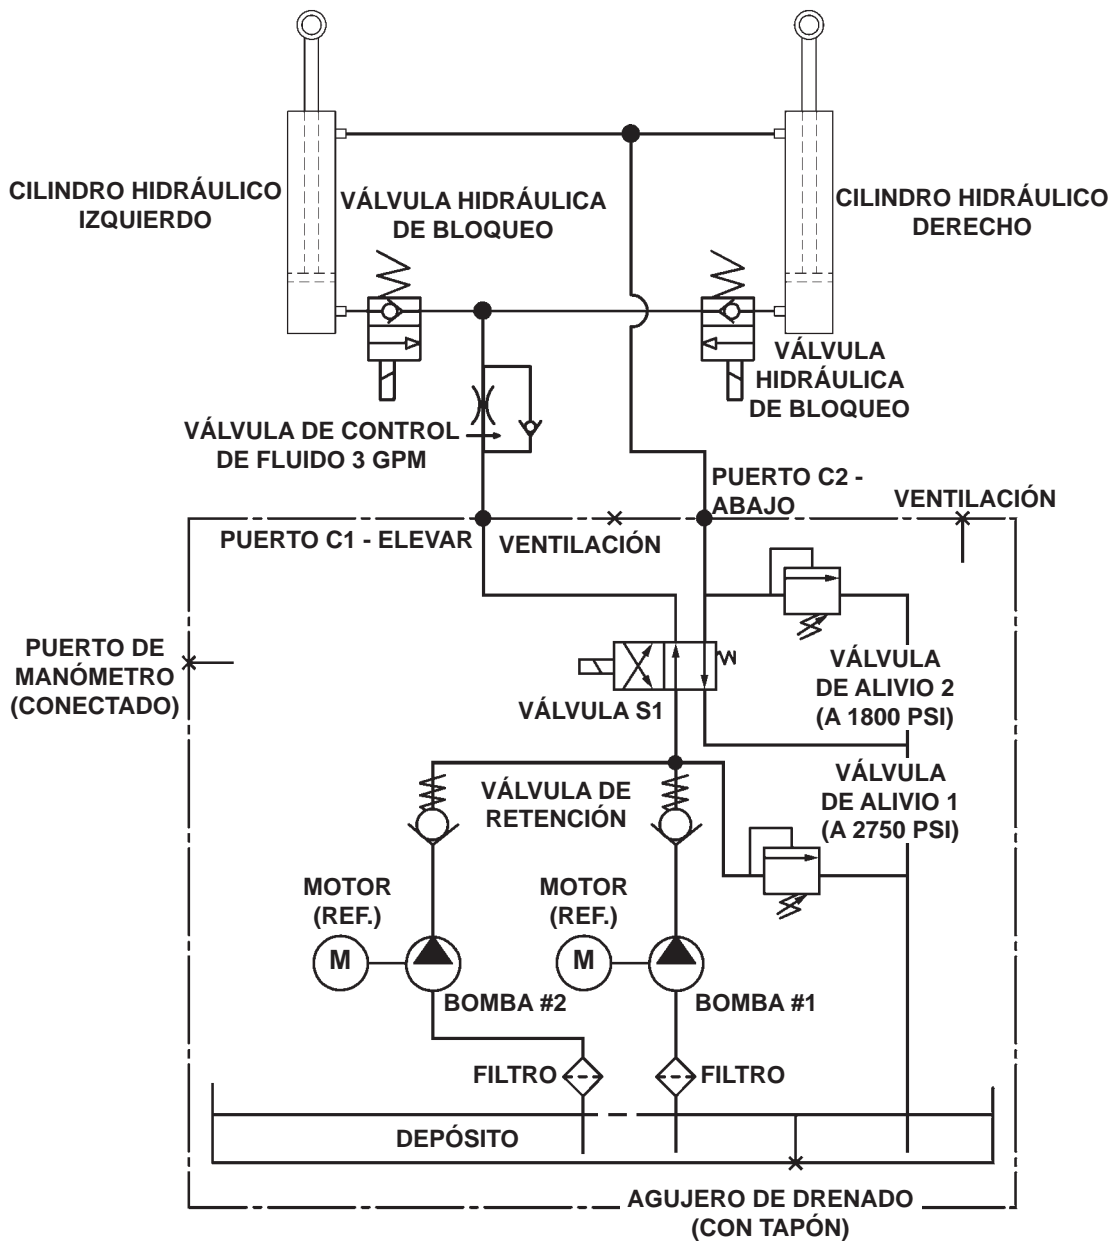 CILINDRO HIDRÁULICO
IZQUIERDO
VÁLVULA HIDRÁULICA
DE BLOQUEO
CILINDRO HIDRÁULICO
DERECHO
VÁLVULA
HIDRÁULICA
DE BLOQUEO
VÁLVULA DE CONTROL
DE FLUIDO 3 GPM
PUERTO C2 -
ABAJO
VENTILACIÓN
PUERTO C1 - ELEVAR
VENTILACIÓN
PUERTO DE
MANÓMETRO
(CONECTADO)
VÁLVULA S1
VÁLVULA
DE ALIVIO 2
(A 1800 PSI)
VÁLVULA DE
RETENCIÓN
VÁLVULA
DE ALIVIO 1
(A 2750 PSI)
MOTOR
(REF.)
MOTOR
(REF.)
M
M
BOMBA #2
BOMBA #1
FILTRO
FILTRO
DEPÓSITO
AGUJERO DE DRENADO
(CON TAPÓN)